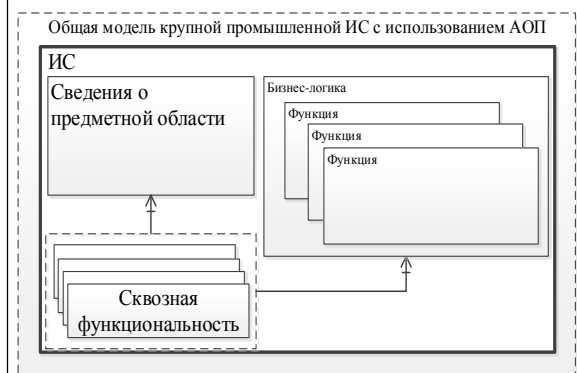 Общая модель крупной промышленной ИС с использованием АОП
ИС
Сведения о
предметной области
Бизнес-логика
Функция
Функция
Функция
Сквозная
функциональность